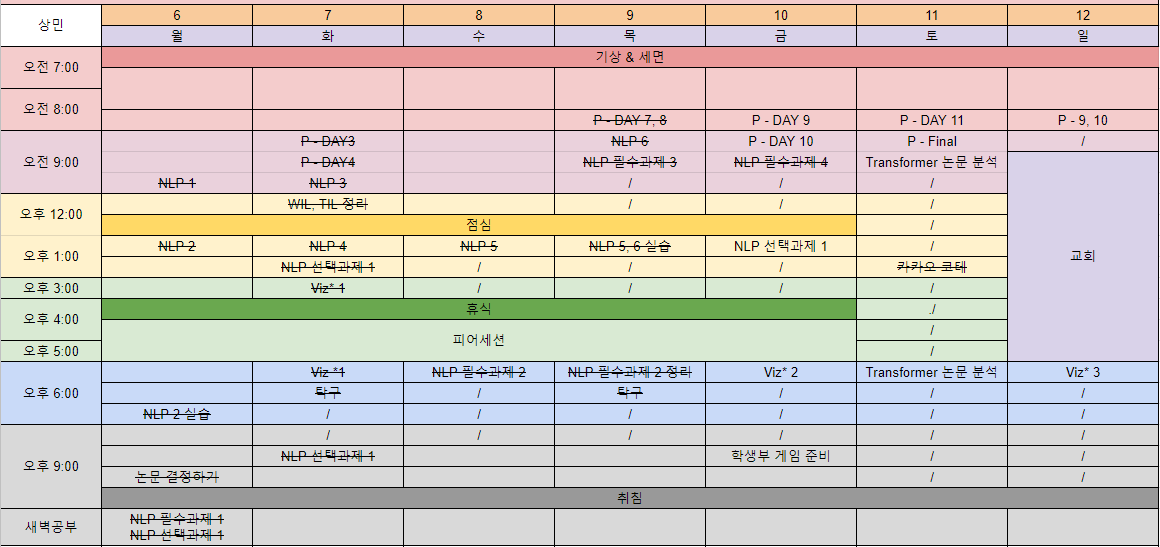 상민 6 7 8 9 10 11 12
월 화 수 목 금 토 일
오전 7:00 기상 & 세면
오전 8:00
P - DAY 7, 8 P - DAY 9 P - DAY 11 P - 9, 10
P - DAY3 NLP 6 P - DAY 10 P - Final /
오전 9:00 P - DAY4 NLP 필수과제 3 NLP 필수과제 4 Transformer 논문 분석
NLP 1 NLP 3 / / /
오후 12:00 WIL, TIL 정리 / / /
점심 /
오후 1:00 NLP 2 NLP 4 NLP 5 NLP 5, 6 실습 NLP 선택과제 1 / 교회
NLP 선택과제 1 / / / 카카오 코테
오후 3:00 Viz* 1 / / / /
오후 4:00 휴식 ./
피어세션 /
오후 5:00 /
Viz *1 NLP 필수과제 2 NLP 필수과제 2 정리 Viz* 2 Transformer 논문 분석 Viz* 3
오후 6:00 탁구 / 탁구 / / /
NLP 2 실습 / / / / / /
/ / / / / /
오후 9:00 NLP 선택과제 1 학생부 게임 준비 / /
논문 결정하기 / /
취침
새벽공부 NLP 필수과제 1
NLP 선택과제 1